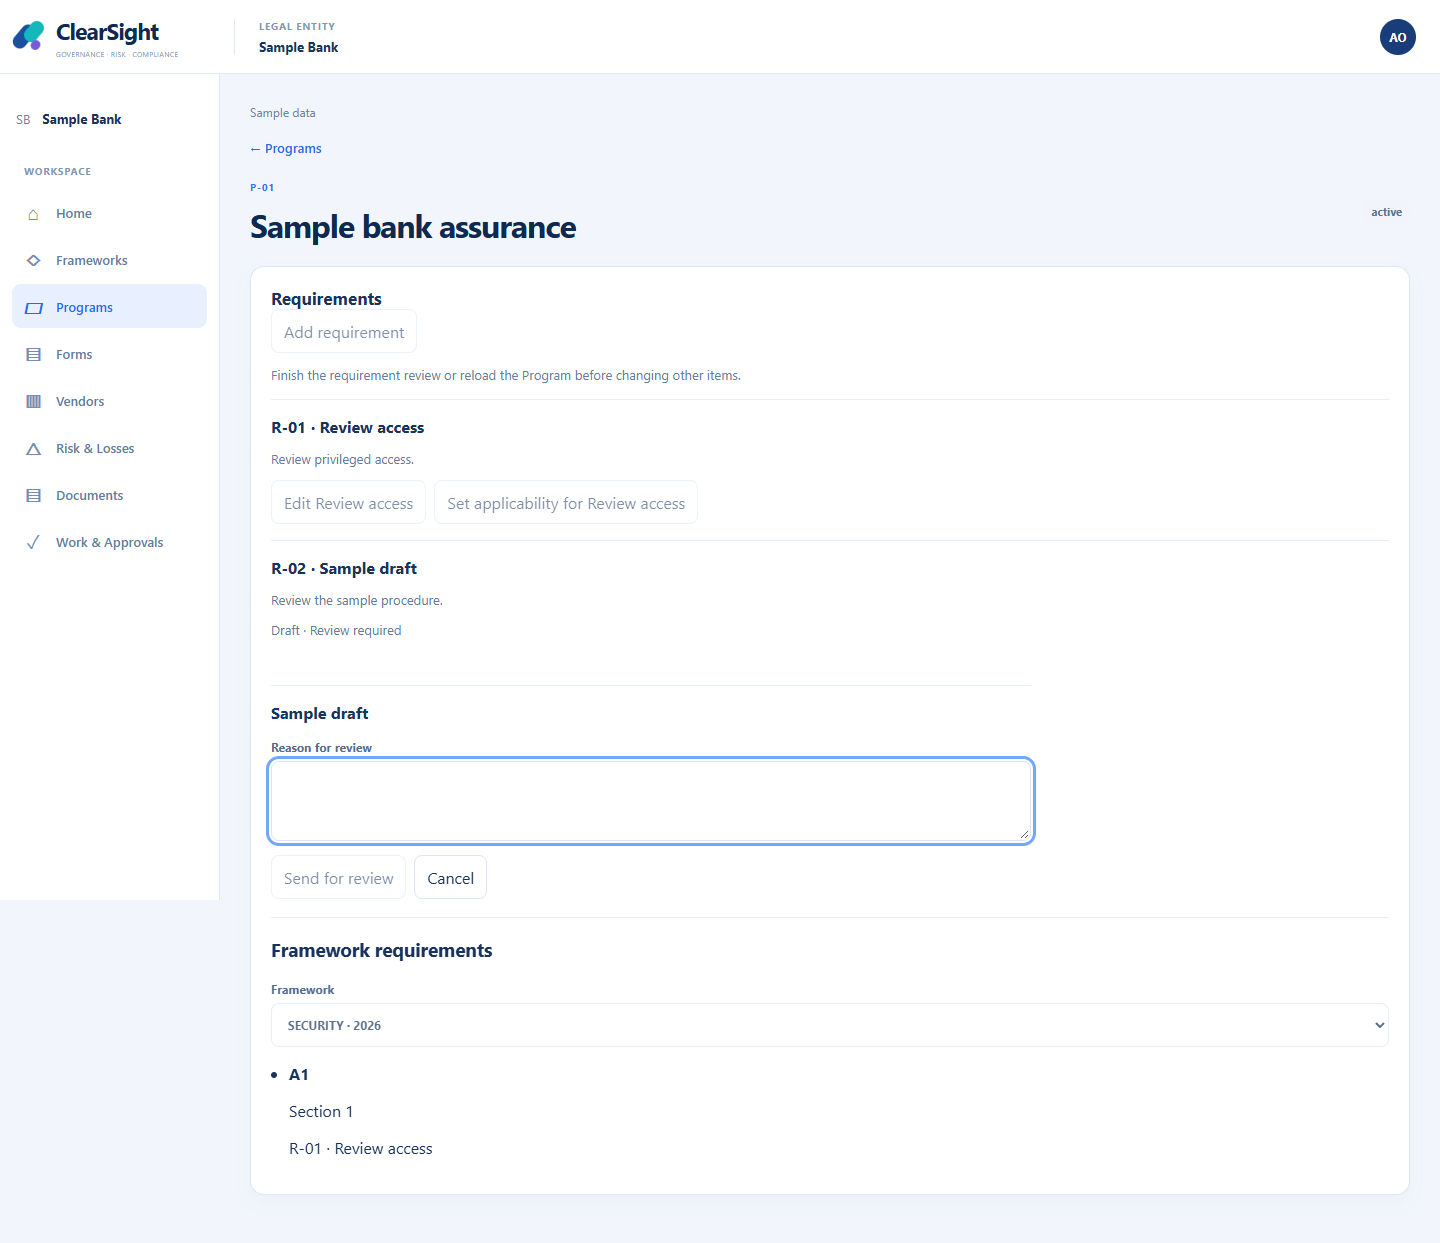 ClearSight
GOVERNANCE · RISK · COMPLIANCE
LEGAL ENTITY
Sample Bank
AO
SB Sample Bank
WORKSPACE
Home
Frameworks
Programs
Forms
Vendors
Risk & Losses
Documents
Work & Approvals
Sample data
← Programs
P-01
Sample bank assurance
active
Requirements
Add requirement
Finish the requirement review or reload the Program before changing other items.
R-01 · Review access
Review privileged access.
Edit Review access
Set applicability for Review access
R-02 · Sample draft
Review the sample procedure.
Draft · Review required
Sample draft
Reason for review
Send for review
Cancel
Framework requirements
Framework
SECURITY · 2026
• A1
Section 1
R-01 · Review access